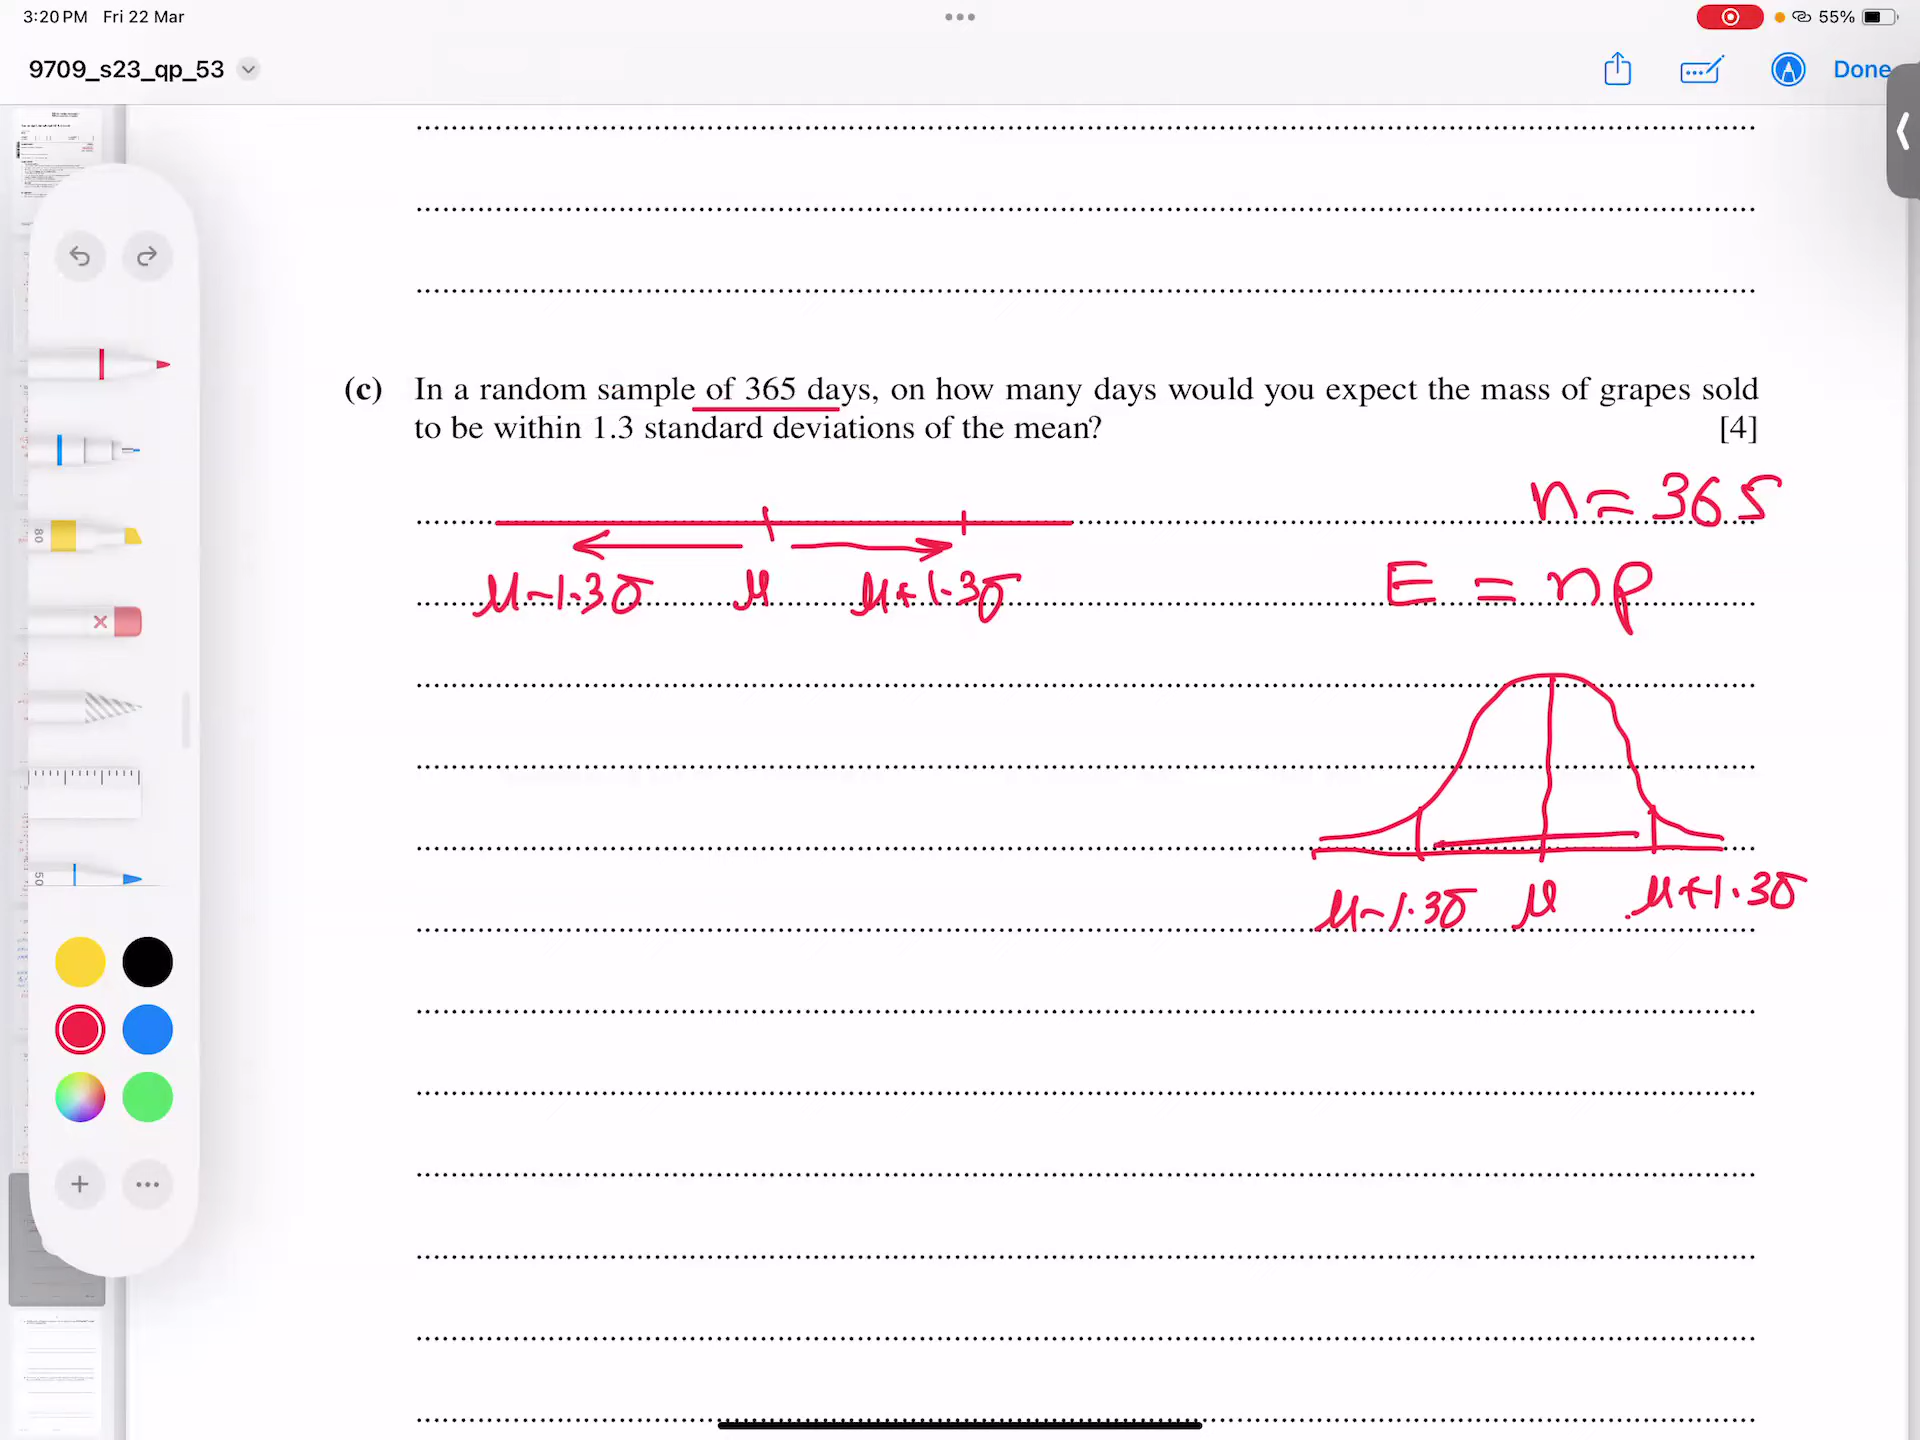 3:20 PM Fri 22 Mar
55%
9709_s23_qp_53
Done
(c) In a random sample of 365 days, on how many days would you expect the mass of grapes sold
to be within 1.3 standard deviations of the mean? [4]
n = 365
μ-1.3σ μ μ+1.3σ
E = np
μ-1.3σ μ μ+1.3σ
80
50